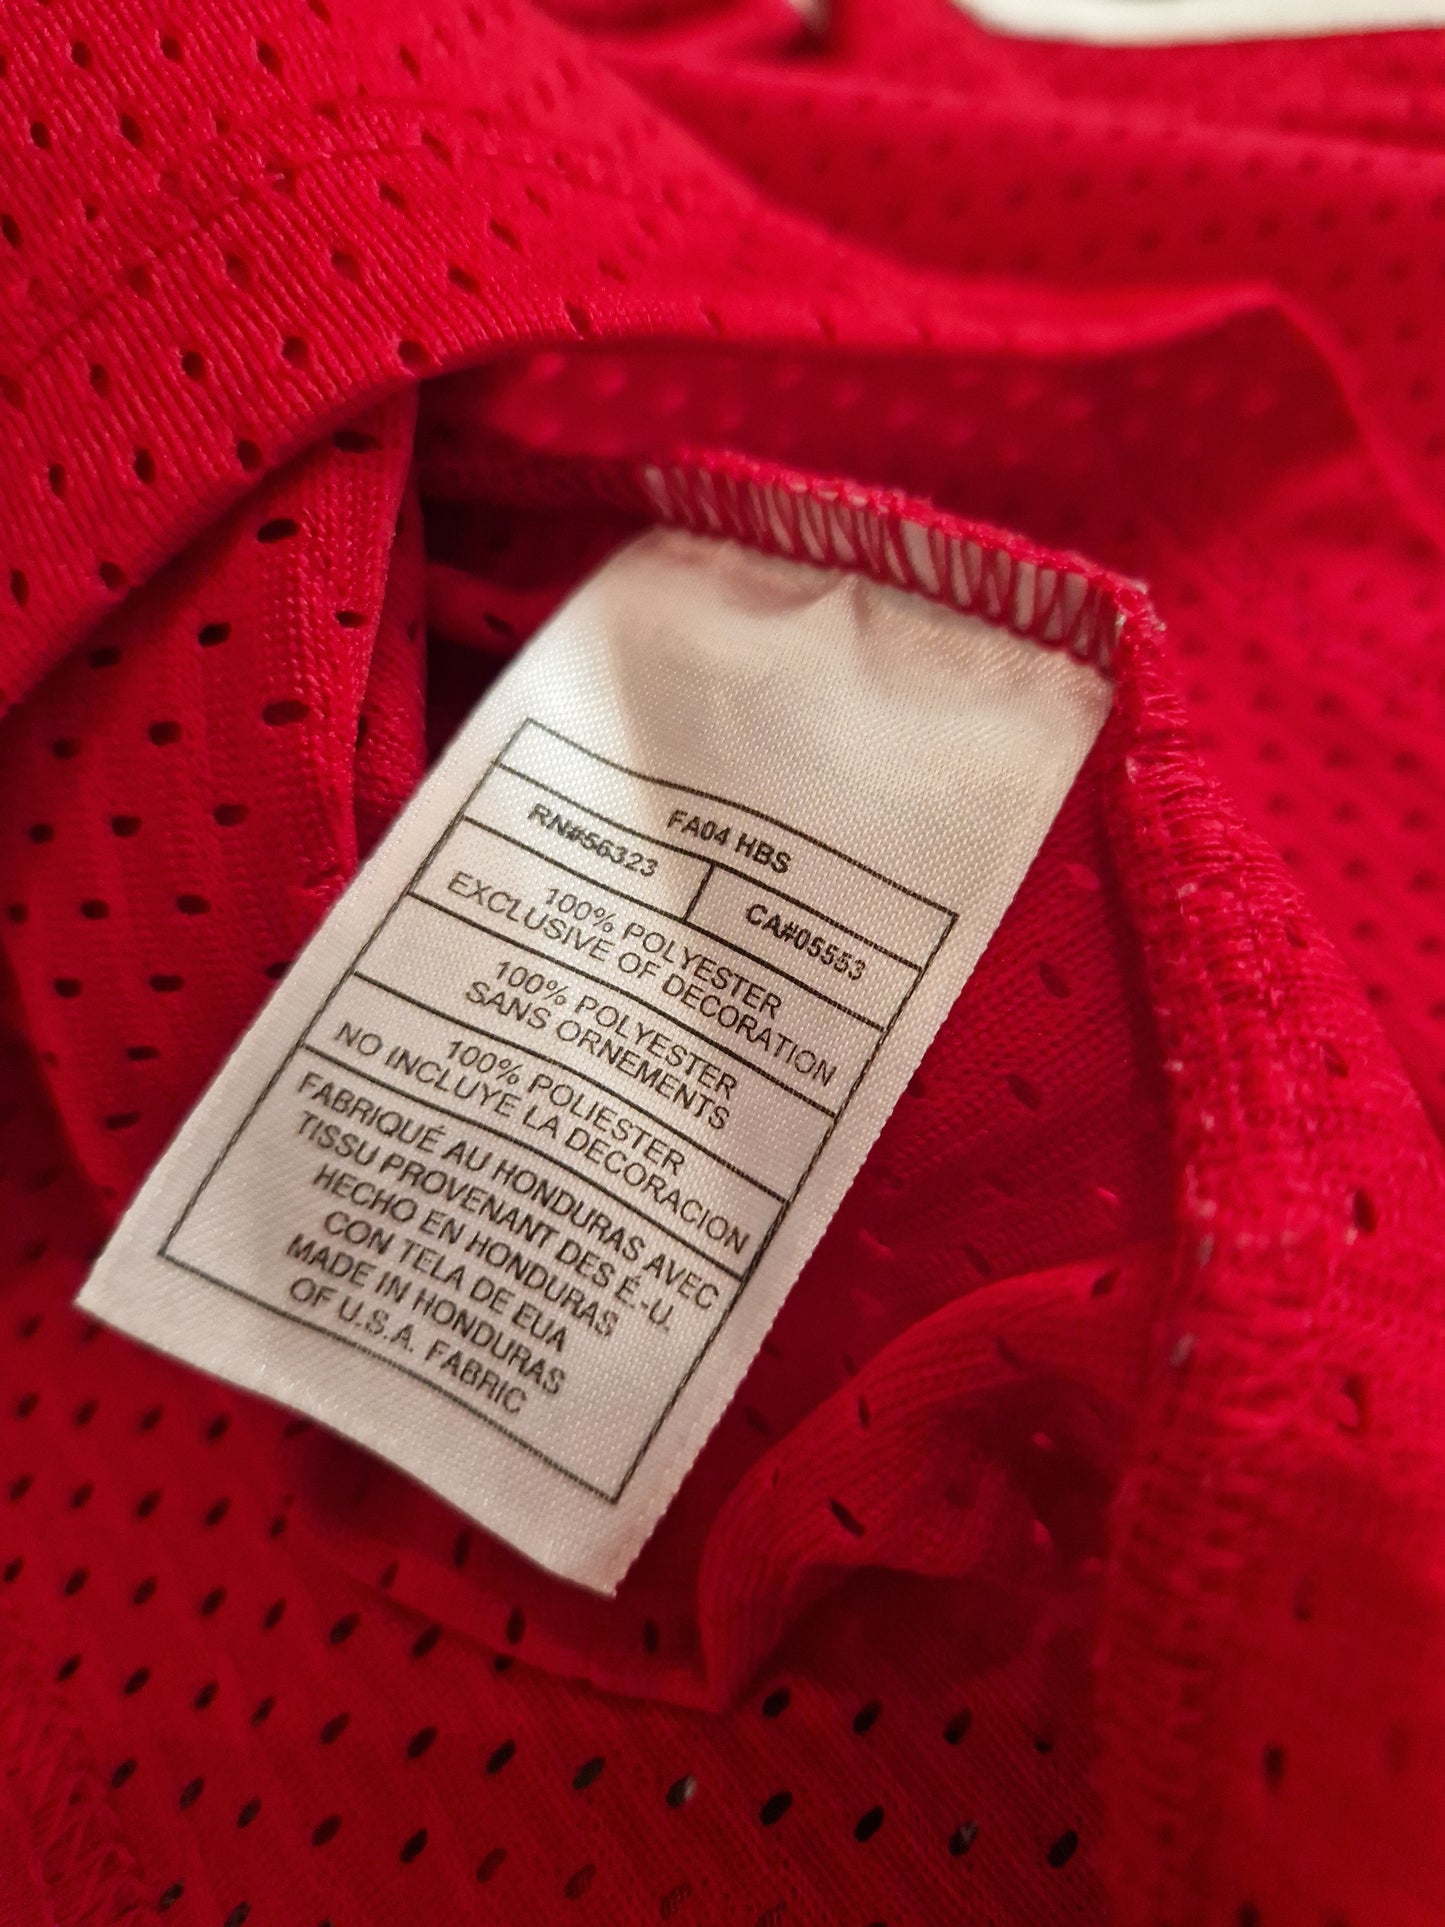 FA04 HBS
RN#56323
CA#05553
100% POLYESTER
EXCLUSIVE OF DECORATION
100% POLYESTER
SANS ORNEMENTS
100% POLIESTER
NO INCLUYE LA DECORACION
FABRIQUÉ AU HONDURAS AVEC
TISSU PROVENANT DES É.-U.
HECHO EN HONDURAS
CON TELA DE EUA
MADE IN HONDURAS
OF U.S.A. FABRIC